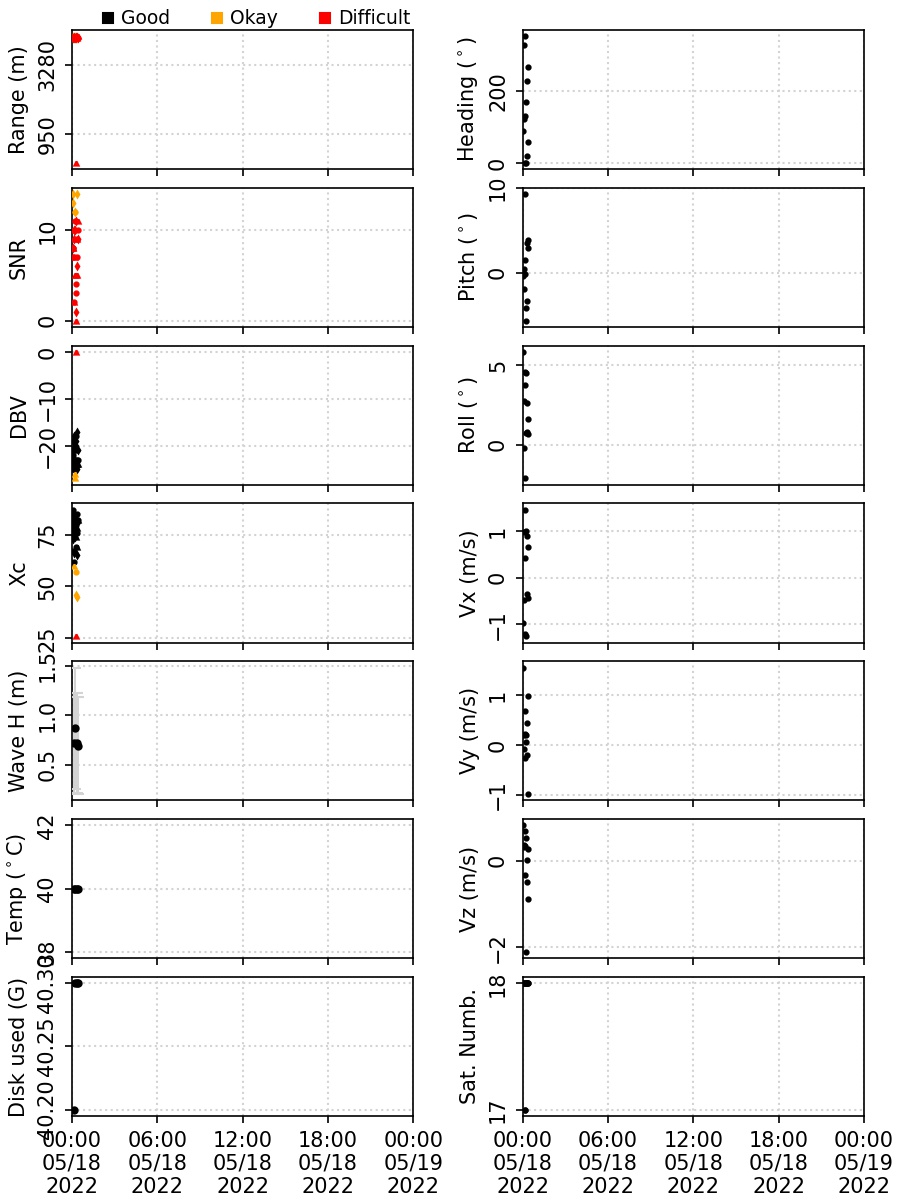 Good Okay Difficult
Range (m)
3280
950
Heading (°)
200
0
SNR
10
0
Pitch (°)
10
0
DBV
0
−10
−20
Roll (°)
5
0
Xc
75
50
25
Vx (m/s)
1
0
−1
Wave H (m)
1.5
1.0
0.5
Vy (m/s)
1
0
−1
Temp (°C)
42
40
38
Vz (m/s)
0
−2
Disk used (G)
40.30
40.25
40.20
Sat. Numb.
18
17
00:00 06:00 12:00 18:00 00:00
05/18 05/18 05/18 05/18 05/19
2022 2022 2022 2022 2022
00:00 06:00 12:00 18:00 00:00
05/18 05/18 05/18 05/18 05/19
2022 2022 2022 2022 2022